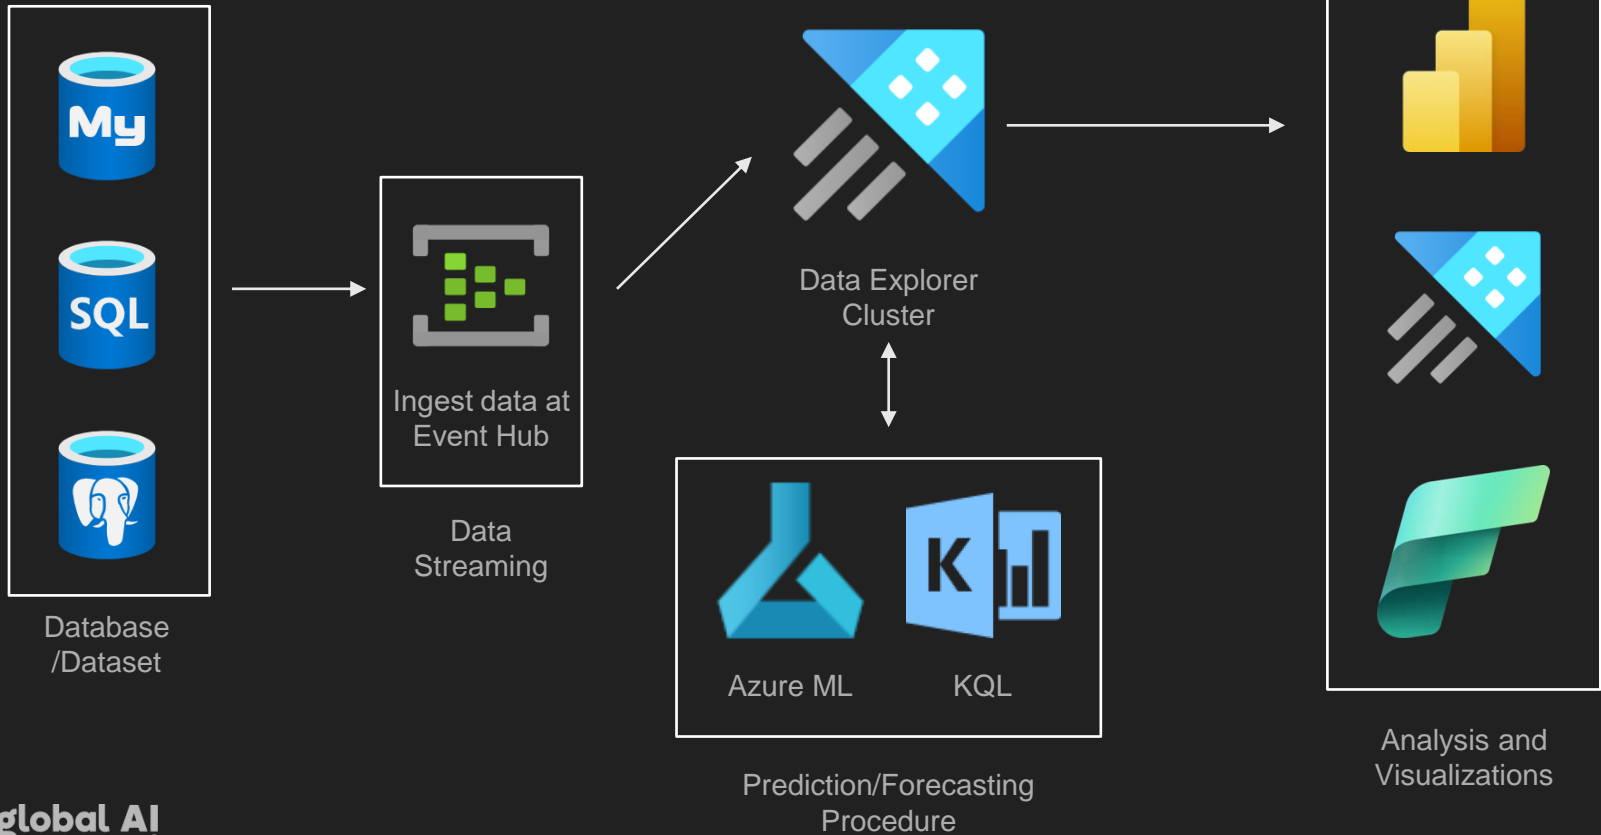 My
SQL
Database
/Dataset
Ingest data at
Event Hub
Data
Streaming
Data Explorer
Cluster
K
Azure ML
KQL
Prediction/Forecasting
Procedure
Analysis and
Visualizations
global AI